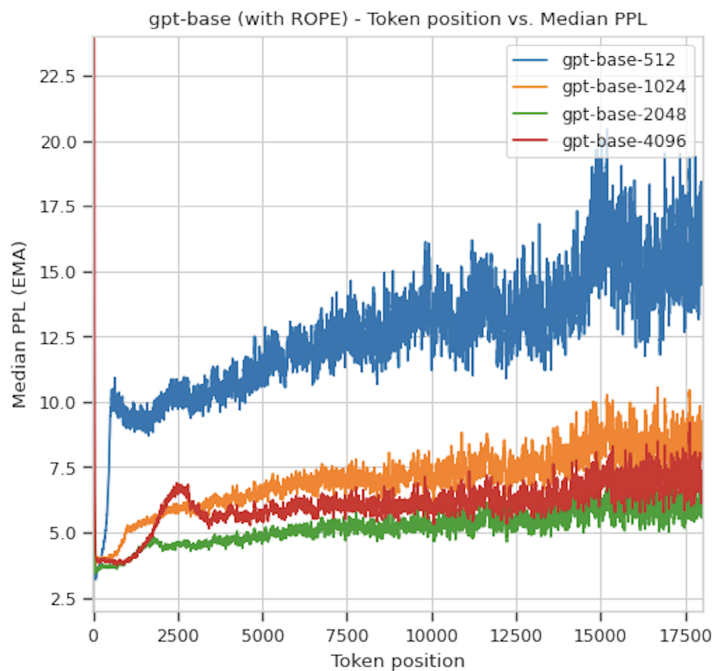 gpt-base (with ROPE) - Token position vs. Median PPL
gpt-base-512
gpt-base-1024
gpt-base-2048
gpt-base-4096
22.5
20.0
17.5
15.0
12.5
10.0
7.5
5.0
2.5
Median PPL (EMA)
0 2500 5000 7500 10000 12500 15000 17500
Token position